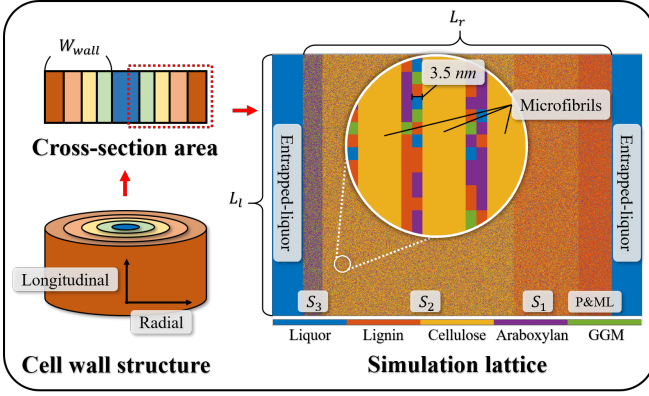 W_wall
Cross-section area
Longitudinal
Radial
Cell wall structure
L_r
3.5 nm
Microfibrils
Entrapped-liquor
L_l
Entrapped-liquor
S_3
S_2
S_1
P&ML
Liquor
Lignin
Cellulose
Araboxylan
GGM
Simulation lattice